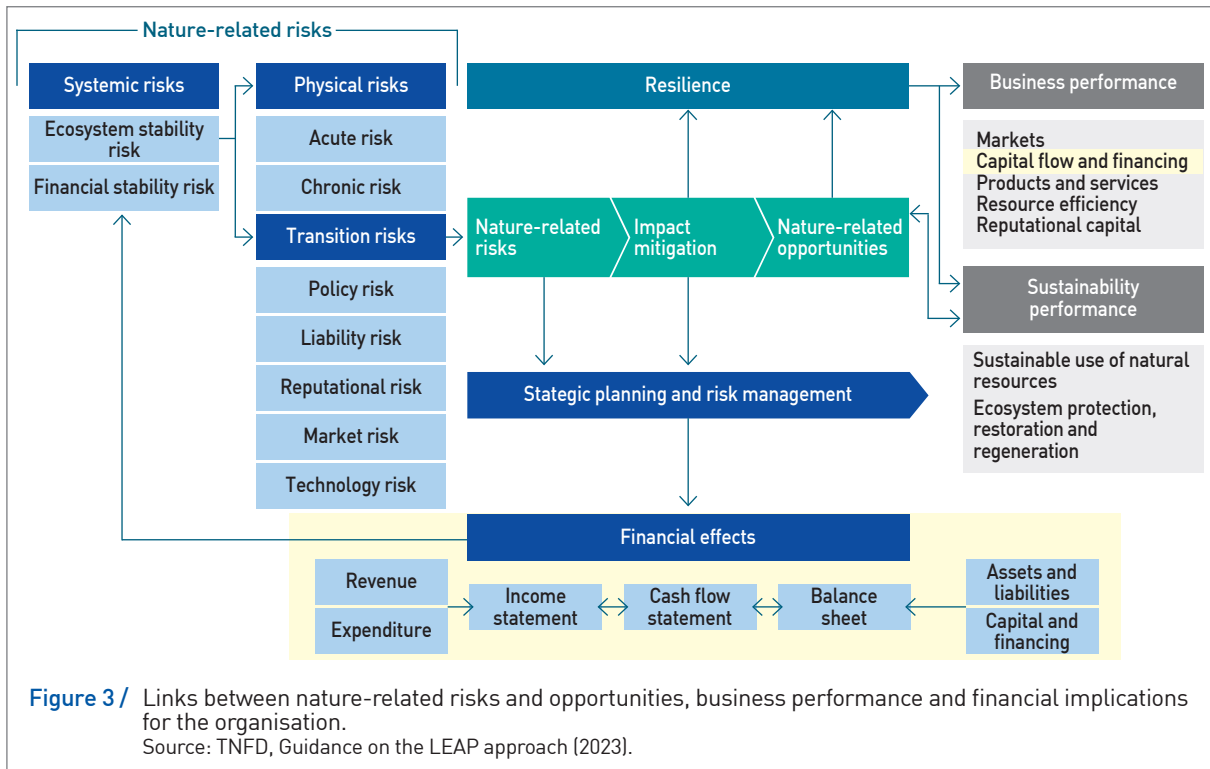 Nature-related risks
Systemic risks
Ecosystem stability
risk
Financial stability risk
Physical risks
Acute risk
Chronic risk
Transition risks
Policy risk
Liability risk
Reputational risk
Market risk
Technology risk
Resilience
Nature-related
risks
Impact
mitigation
Nature-related
opportunities
Stategic planning and risk management
Business performance
Markets
Capital flow and financing
Products and services
Resource efficiency
Reputational capital
Sustainability
performance
Sustainable use of natural
resources
Ecosystem protection,
restoration and
regeneration
Financial effects
Revenue
Expenditure
Income
statement
Cash flow
statement
Balance
sheet
Assets and
liabilities
Capital and
financing
Figure 3 / Links between nature-related risks and opportunities, business performance and financial implications
for the organisation.
Source: TNFD, Guidance on the LEAP approach (2023).